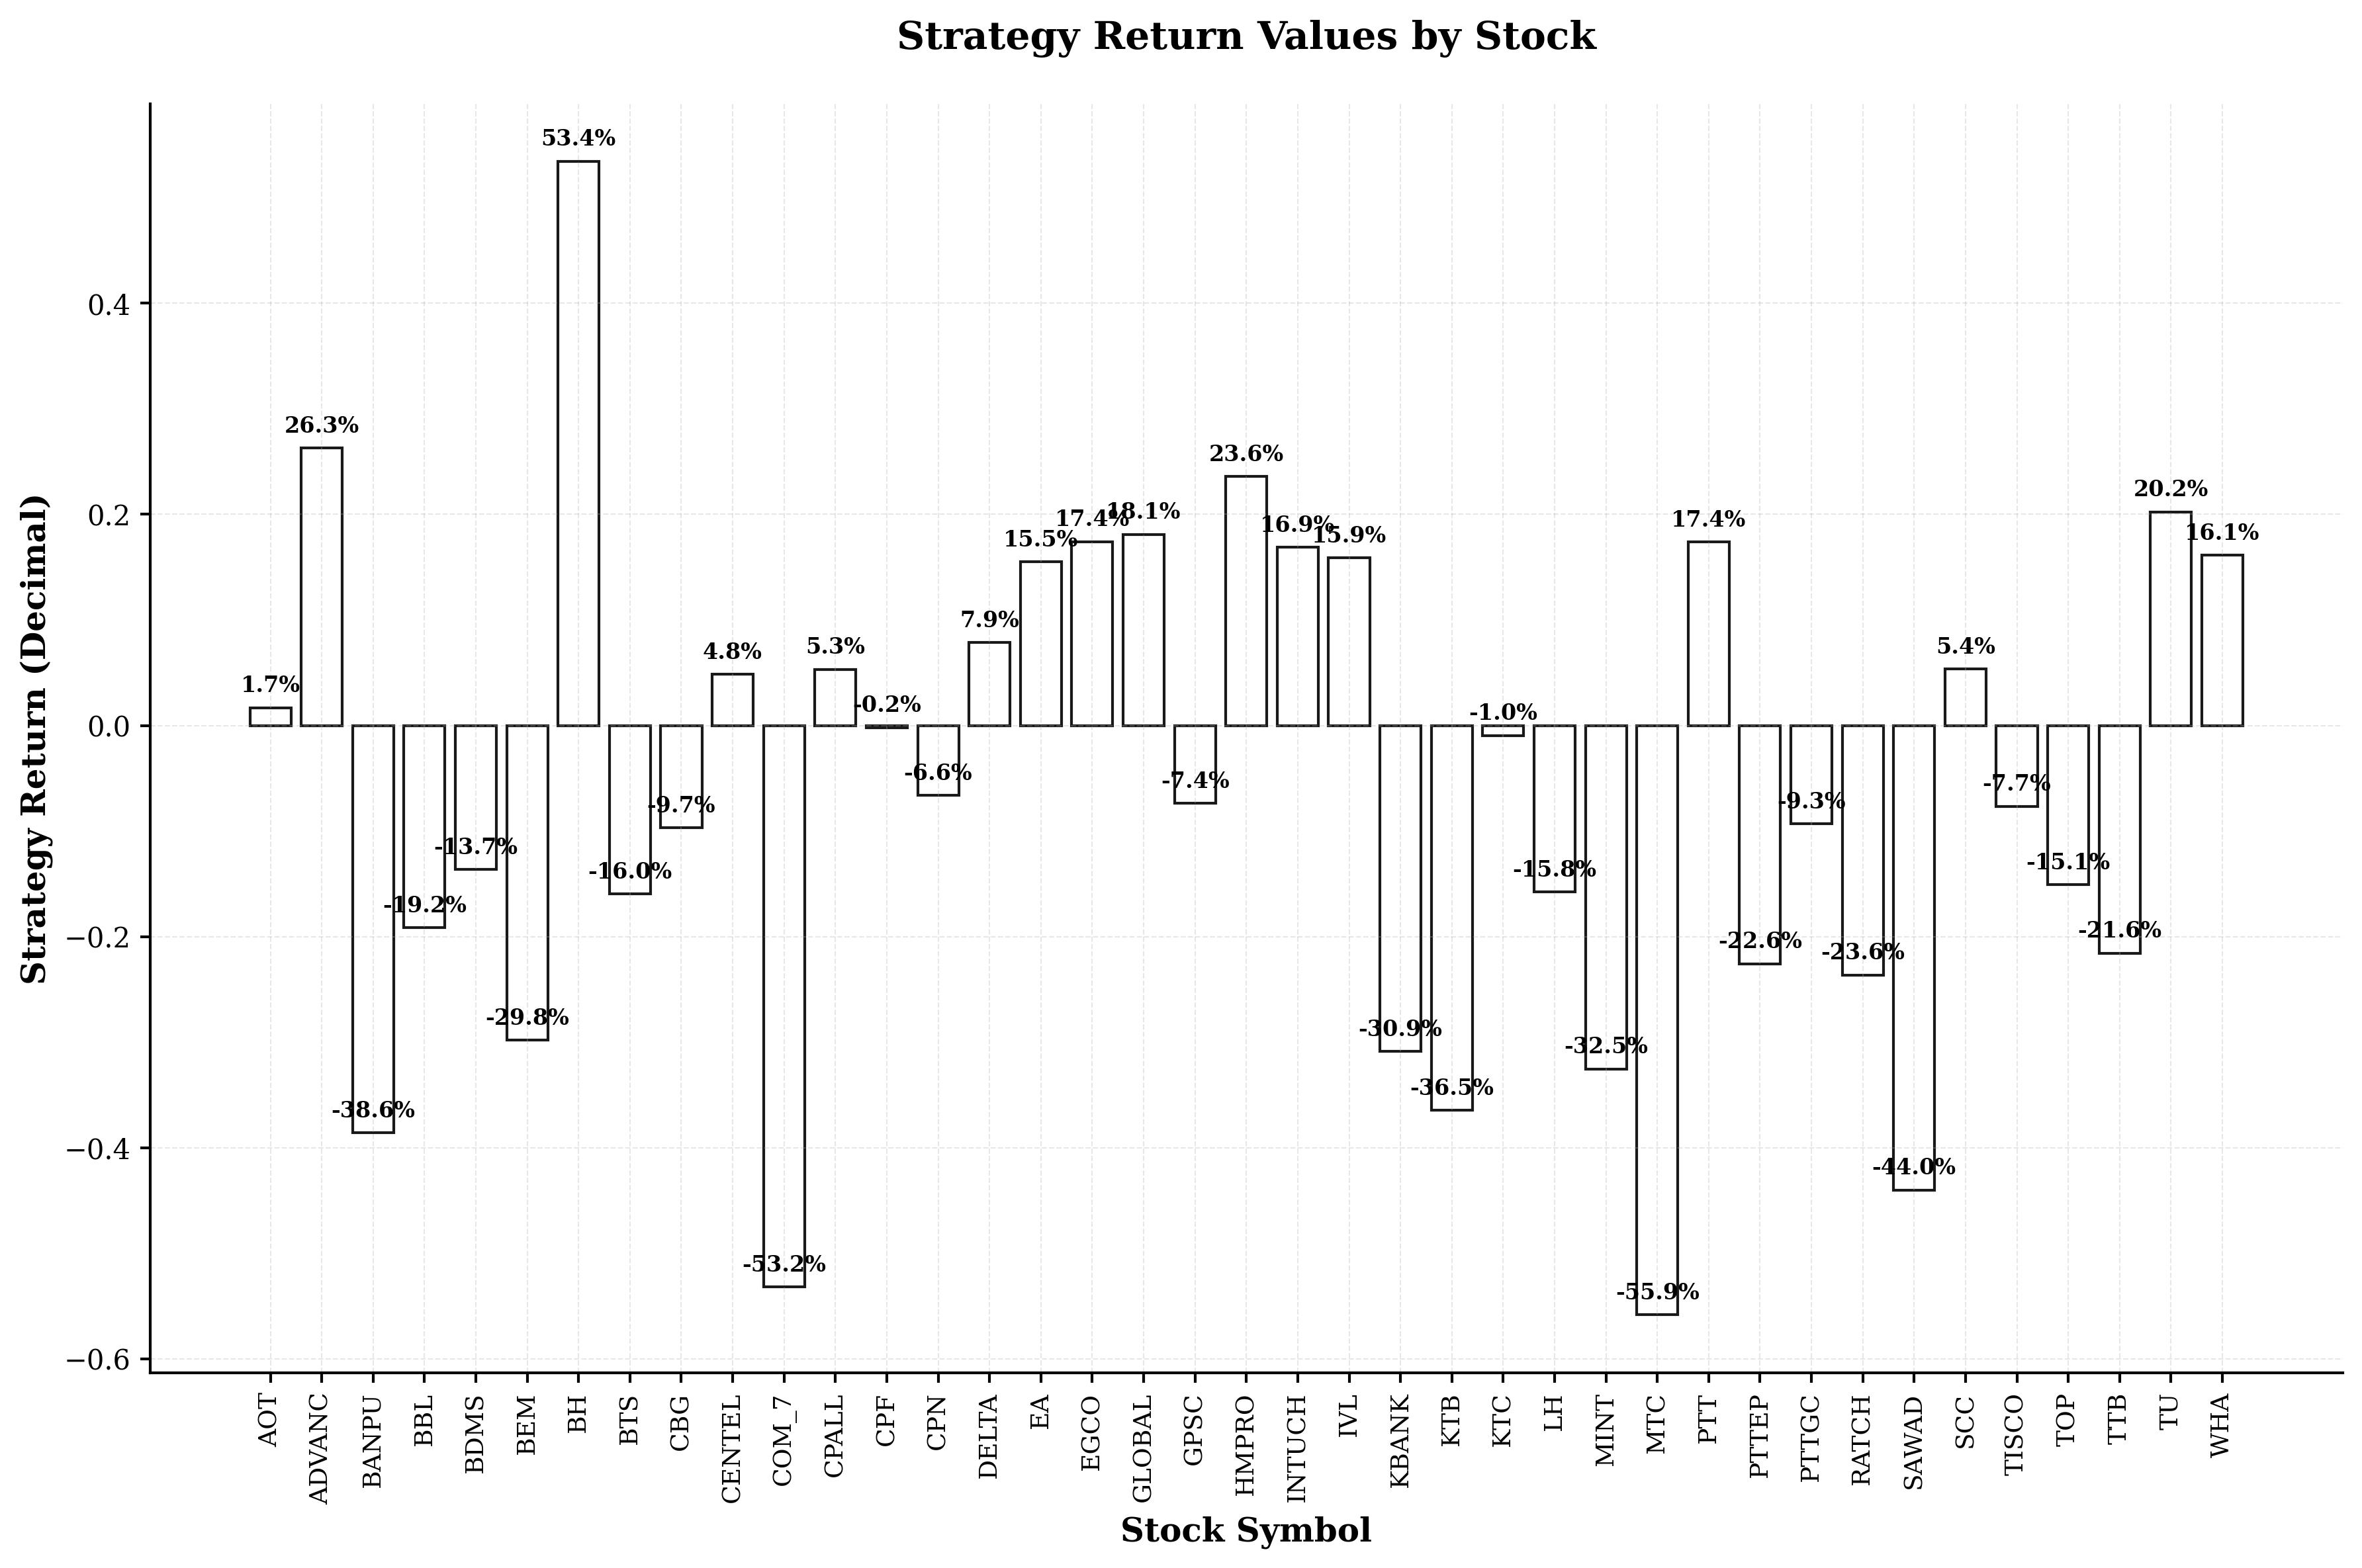 Strategy Return Values by Stock
Strategy Return (Decimal)
0.4
0.2
0.0
−0.2
−0.4
−0.6
1.7%
26.3%
-38.6%
-19.2%
-13.7%
-29.8%
53.4%
-16.0%
-9.7%
4.8%
-53.2%
5.3%
-0.2%
-6.6%
7.9%
15.5%
17.4%
18.1%
-7.4%
23.6%
16.9%
15.9%
-30.9%
-36.5%
-1.0%
-15.8%
-32.5%
-55.9%
17.4%
-22.6%
-9.3%
-23.6%
-44.0%
5.4%
-7.7%
-15.1%
-21.6%
20.2%
16.1%
AOT
ADVANC
BANPU
BBL
BDMS
BEM
BH
BTS
CBG
CENTEL
COM_7
CPALL
CPF
CPN
DELTA
EA
EGCO
GLOBAL
GPSC
HMPRO
INTUCH
IVL
KBANK
KTB
KTC
LH
MINT
MTC
PTT
PTTEP
PTTGC
RATCH
SAWAD
SCC
TISCO
TOP
TTB
TU
WHA
Stock Symbol